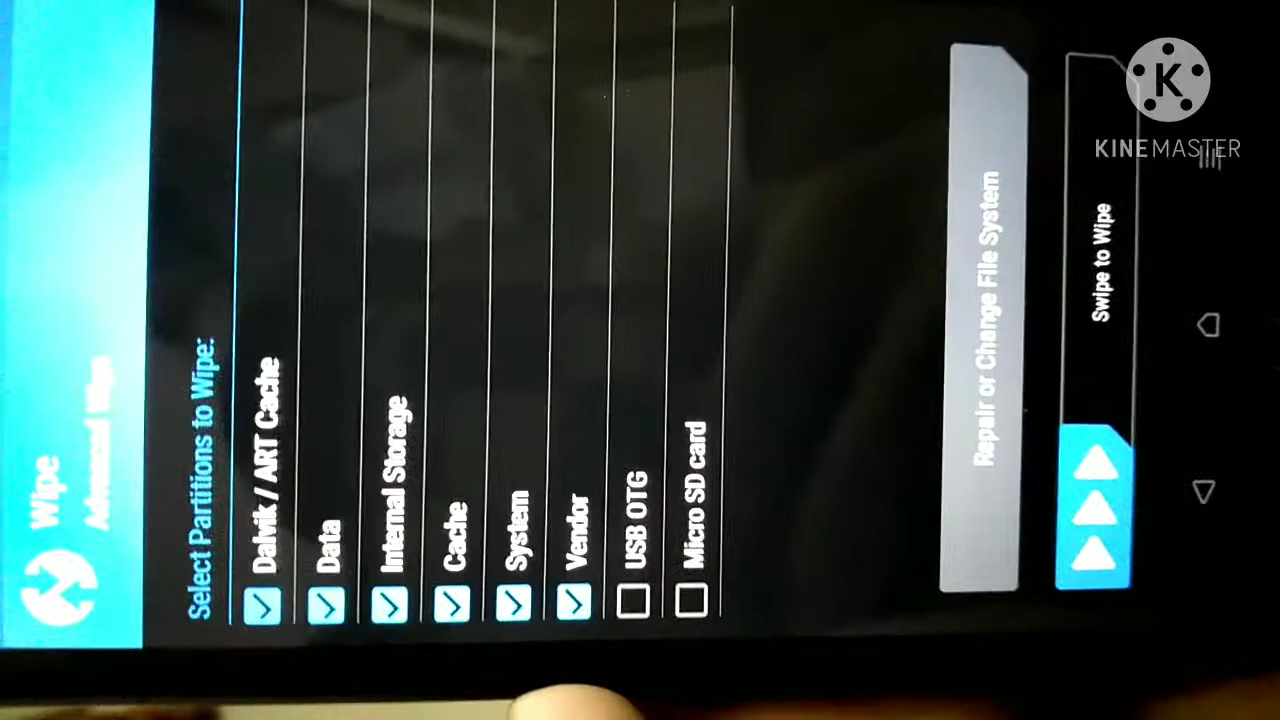 Wipe
Advanced Wipe
Select Partitions to Wipe:
Dalvik / ART Cache
Data
Internal Storage
Cache
System
Vendor
USB OTG
Micro SD card
Repair or Change File System
Swipe to Wipe
K
KINEMASTER